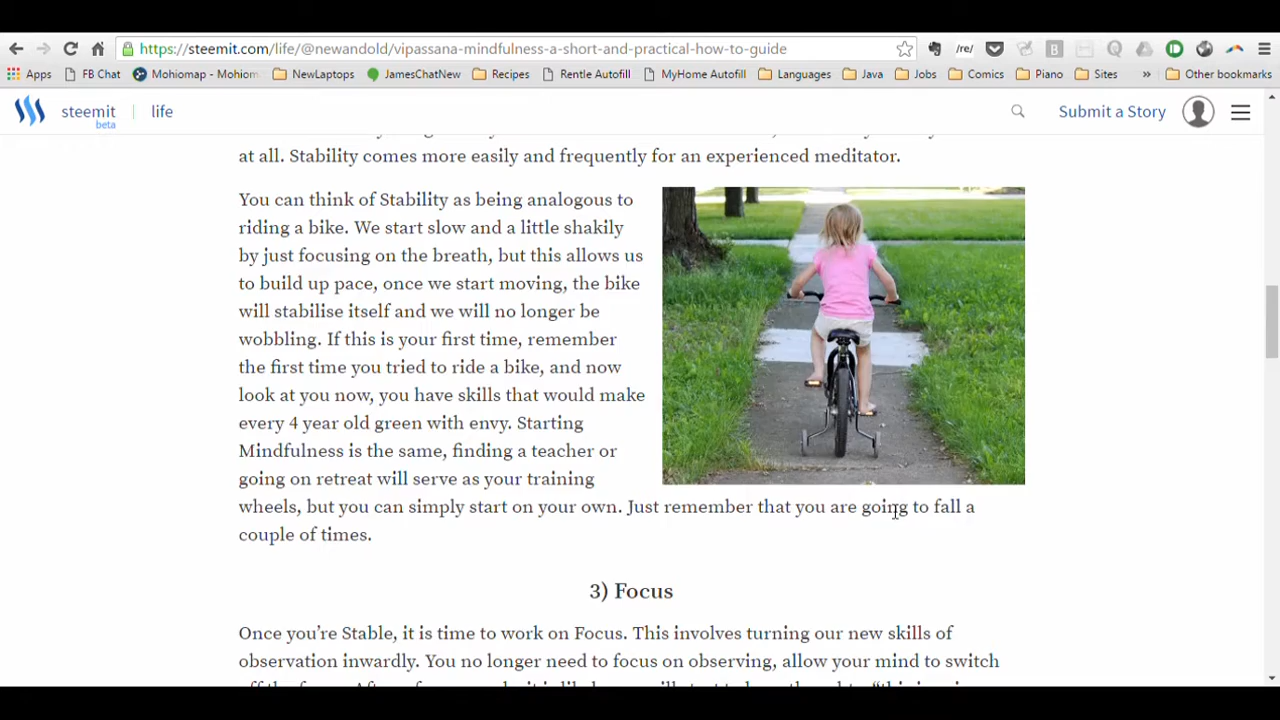 https://steemit.com/life/@newandold/vipassana-mindfulness-a-short-and-practical-how-to-guide
/re/
Apps FB Chat Mohiomap - Mohiom NewLaptops JamesChatNew Recipes Rentle Autofill MyHome Autofill Languages Java Jobs Comics Piano Sites » Other bookmarks
steemit beta life Submit a Story
at all. Stability comes more easily and frequently for an experienced meditator.
You can think of Stability as being analogous to
riding a bike. We start slow and a little shakily
by just focusing on the breath, but this allows us
to build up pace, once we start moving, the bike
will stabilise itself and we will no longer be
wobbling. If this is your first time, remember
the first time you tried to ride a bike, and now
look at you now, you have skills that would make
every 4 year old green with envy. Starting
Mindfulness is the same, finding a teacher or
going on retreat will serve as your training
wheels, but you can simply start on your own. Just remember that you are going to fall a
couple of times.
3) Focus
Once you’re Stable, it is time to work on Focus. This involves turning our new skills of
observation inwardly. You no longer need to focus on observing, allow your mind to switch